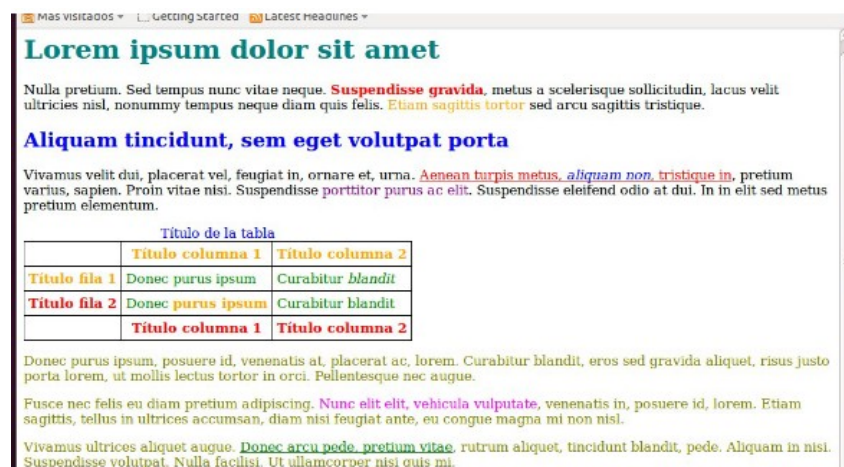 Más visitados Getting Started Latest Headlines
Lorem ipsum dolor sit amet
Nulla pretium. Sed tempus nunc vitae neque. Suspendisse gravida, metus a scelerisque sollicitudin, lacus velit
ultricies nisl, nonummy tempus neque diam quis felis. Etiam sagittis tortor sed arcu sagittis tristique.
Aliquam tincidunt, sem eget volutpat porta
Vivamus velit dui, placerat vel, feugiat in, ornare et, urna. Aenean turpis metus, aliquam non, tristique in, pretium
varius, sapien. Proin vitae nisi. Suspendisse porttitor purus ac elit. Suspendisse eleifend odio at dui. In in elit sed metus
pretium elementum.
Título de la tabla
Título columna 1 Título columna 2
Título fila 1 Donec purus ipsum Curabitur blandit
Título fila 2 Donec purus ipsum Curabitur blandit
Título columna 1 Título columna 2
Donec purus ipsum, posuere id, venenatis at, placerat ac, lorem. Curabitur blandit, eros sed gravida aliquet, risus justo
porta lorem, ut mollis lectus tortor in orci. Pellentesque nec augue.
Fusce nec felis eu diam pretium adipiscing. Nunc elit elit, vehicula vulputate, venenatis in, posuere id, lorem. Etiam
sagittis, tellus in ultrices accumsan, diam nisi feugiat ante, eu congue magna mi non nisl.
Vivamus ultrices aliquet augue. Donec arcu pede, pretium vitae, rutrum aliquet, tincidunt blandit, pede. Aliquam in nisi.
Suspendisse volutpat. Nulla facilisi. Ut ullamcorper nisi quis mi.